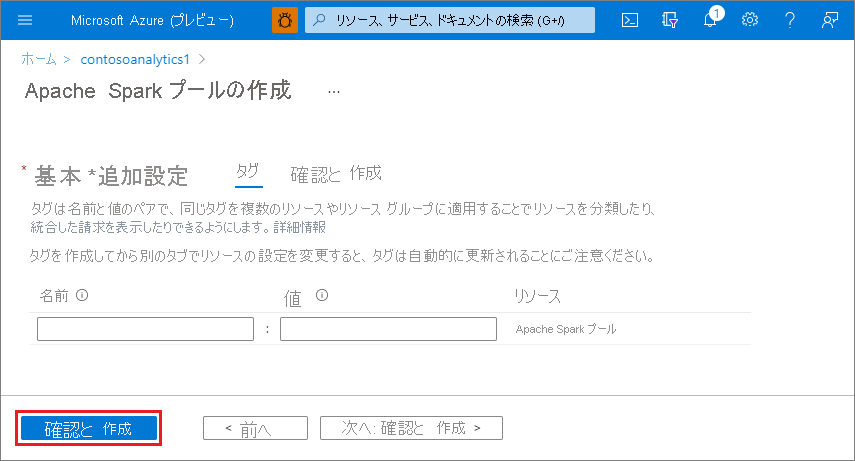 Microsoft Azure (プレビュー) リソース、サービス、ドキュメントの検索 (G+/) 1
ホーム > contosoanalytics1 >
Apache Spark プールの作成 ...
* 基本 *追加設定 タグ 確認と 作成
タグは名前と値のペアで、同じタグを複数のリソースやリソース グループに適用することでリソースを分類したり、
統合した請求を表示したりできるようにします。詳細情報
タグを作成してから別のタブでリソースの設定を変更すると、タグは自動的に更新されることにご注意ください。
名前 値 リソース
: Apache Spark プール
確認と 作成 < 前へ 次へ: 確認と 作成 >